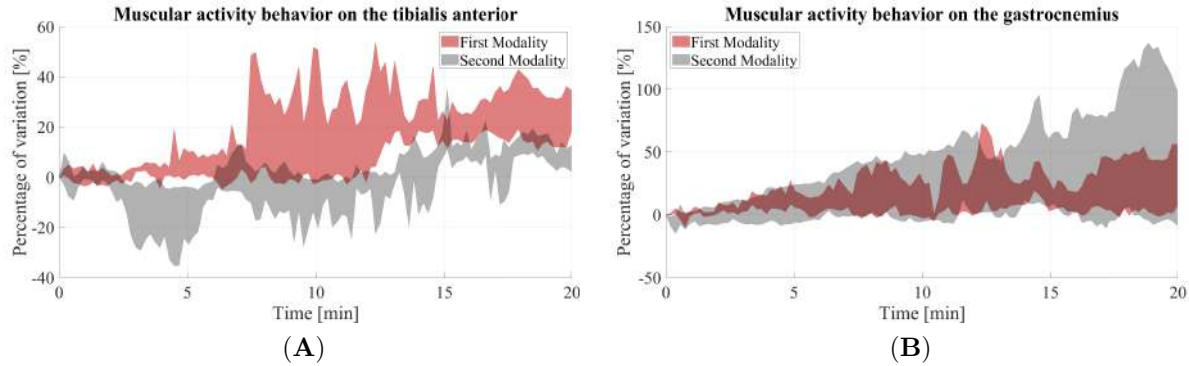 Muscular activity behavior on the tibialis anterior
First Modality
Second Modality
Percentage of variation [%]
60
40
20
0
-20
-40
0
5
10
15
20
Time [min]
(A)
Muscular activity behavior on the gastrocnemius
First Modality
Second Modality
Percentage of variation [%]
150
100
50
0
-50
0
5
10
15
20
Time [min]
(B)